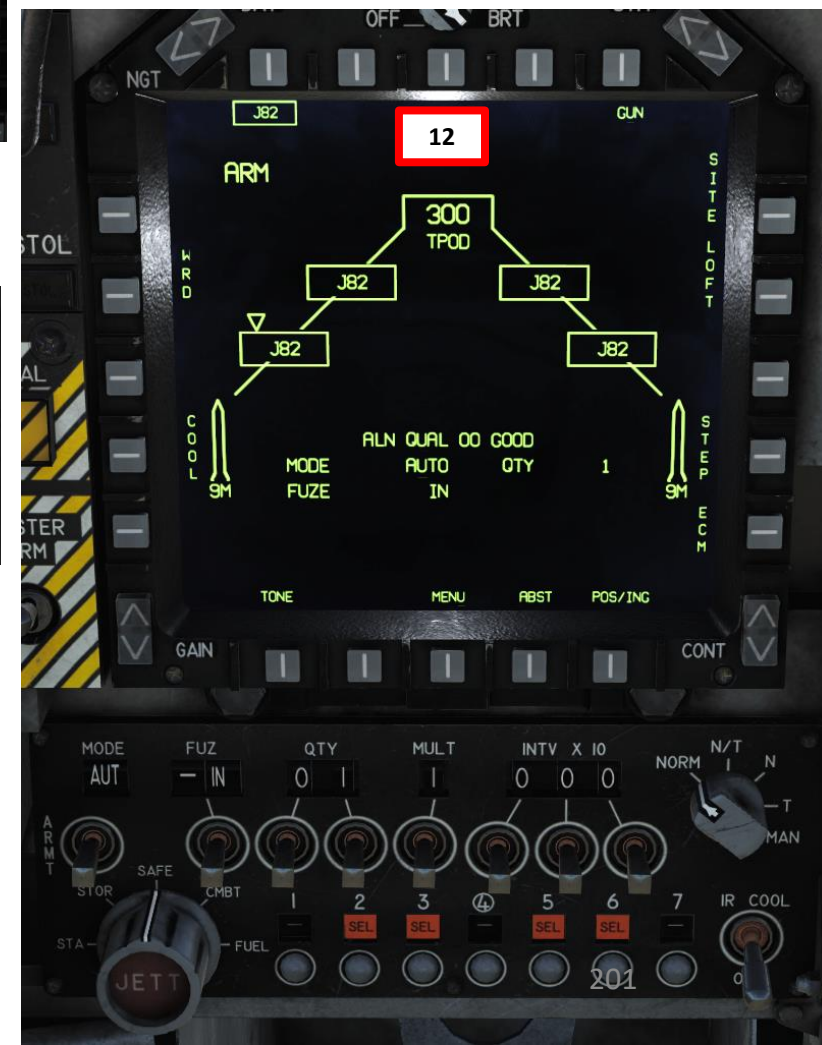 OFF BRT
NGT
J82 12 GUN
ARM
SITE
300
TPOD
STOL
WRD
LOFT
J82 J82
J82 J82
COOL
STEP
ALN QUAL 00 GOOD
MODE AUTO QTY 1
9M FUZE IN 9M
ECM
TONE MENU ABST POS/ING
GAIN CONT
MODE FUZ QTY MULT INTV X 10
AUT - IN 0 1 1 0 0 0
NORM N/T N
T
MAN
ARMT
SAFE
STOR CMBT
STA FUEL
JETT
1 2 3 4 5 6 7 IR COOL
- SEL SEL - SEL SEL -
201